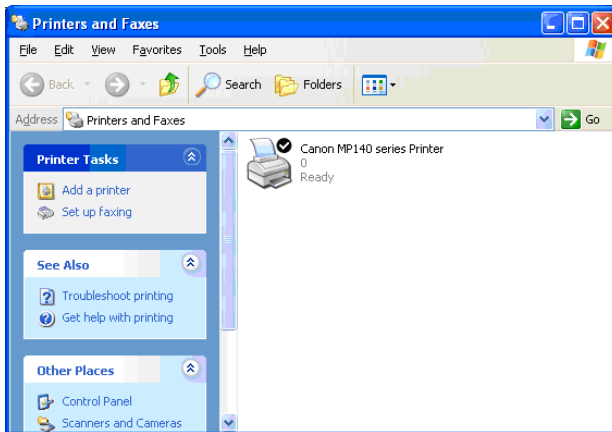 Printers and Faxes
File Edit View Favorites Tools Help
Back Search Folders
Address Printers and Faxes Go
Printer Tasks
Add a printer
Set up faxing
See Also
Troubleshoot printing
Get help with printing
Other Places
Control Panel
Scanners and Cameras
Canon MP140 series Printer
0
Ready